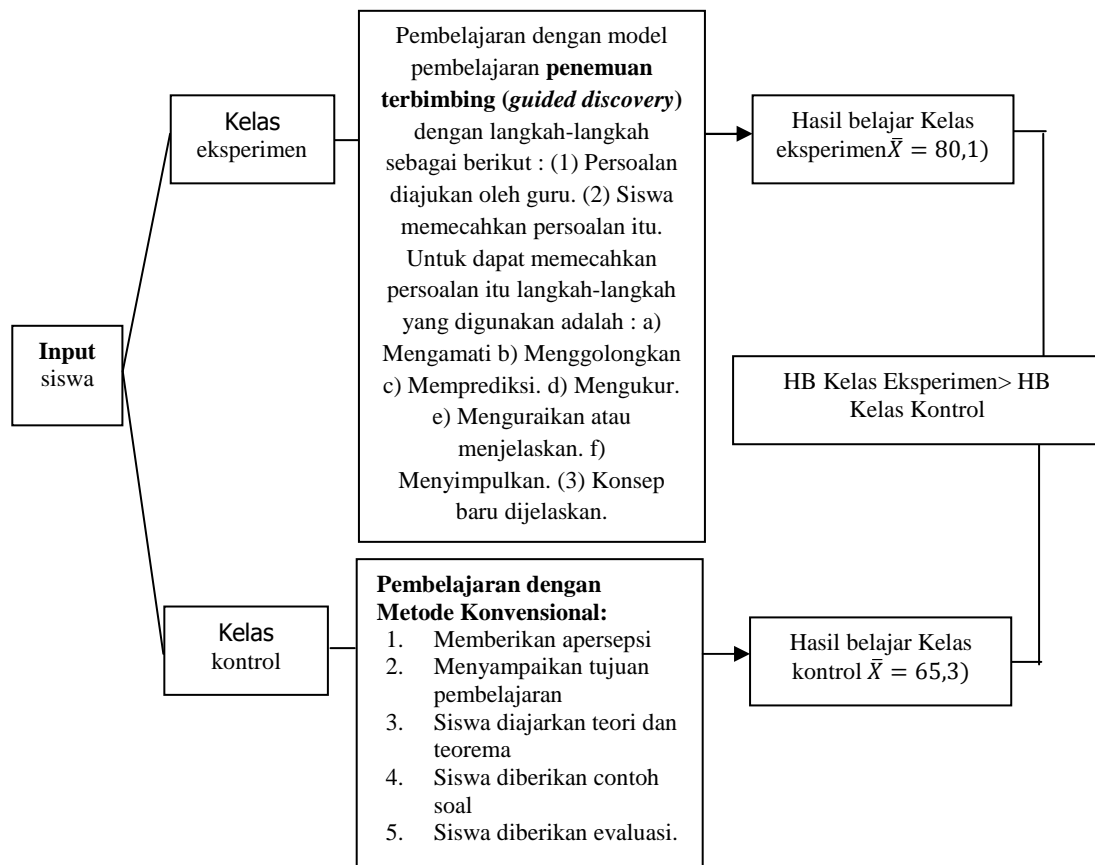 Input
siswa
Kelas
eksperimen
Pembelajaran dengan model
pembelajaran penemuan
terbimbing (guided discovery)
dengan langkah-langkah
sebagai berikut : (1) Persoalan
diajukan oleh guru. (2) Siswa
memecahkan persoalan itu.
Untuk dapat memecahkan
persoalan itu langkah-langkah
yang digunakan adalah : a)
Mengamati b) Menggolongkan
c) Memprediksi. d) Mengukur.
e) Menguraikan atau
menjelaskan. f)
Menyimpulkan. (3) Konsep
baru dijelaskan.
Hasil belajar Kelas
eksperimen𝑋̅ = 80,1)
Kelas
kontrol
Pembelajaran dengan
Metode Konvensional:
1. Memberikan apersepsi
2. Menyampaikan tujuan
pembelajaran
3. Siswa diajarkan teori dan
teorema
4. Siswa diberikan contoh
soal
5. Siswa diberikan evaluasi.
Hasil belajar Kelas
kontrol 𝑋̅ = 65,3)
HB Kelas Eksperimen> HB
Kelas Kontrol